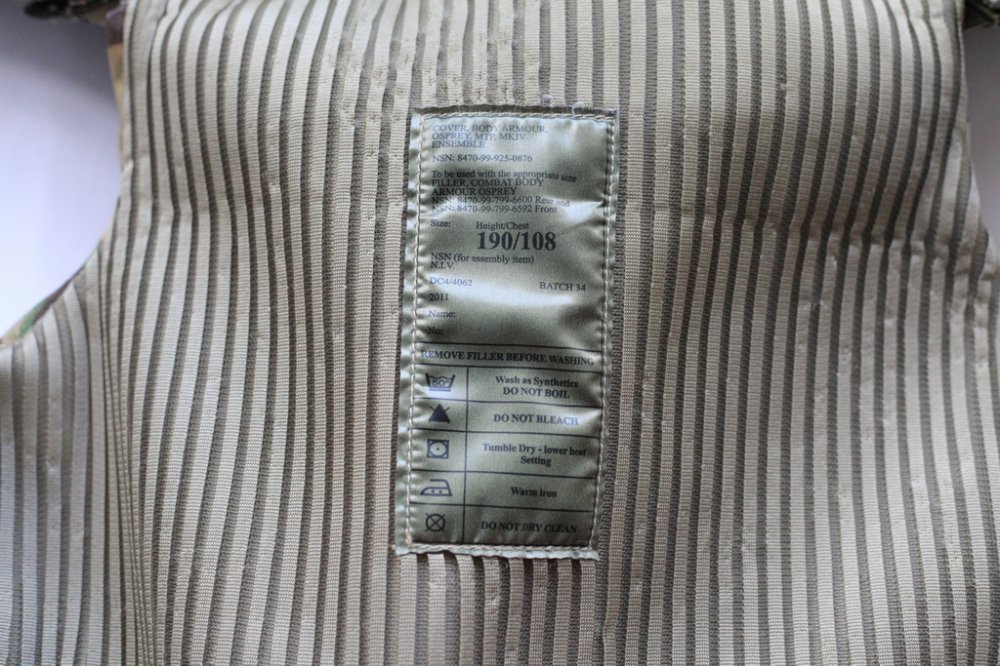 COVER, BODY ARMOUR,
OSPREY, MTP, MKIV
ENSEMBLE
NSN: 8470-99-925-0876
To be used with the appropriate size
FILLER, COMBAT BODY
ARMOUR OSPREY
NSN: 8470-99-799-6600 Rear and
NSN: 8470-99-799-6592 Front
Size: Height/Chest
190/108
NSN (for assembly item)
N.I.V.
DC4/4062 BATCH 34
2011
Name:
No:
REMOVE FILLER BEFORE WASHING
60° Wash as Synthetics
DO NOT BOIL
DO NOT BLEACH
Tumble Dry - lower heat
Setting
Warm iron
DO NOT DRY CLEAN